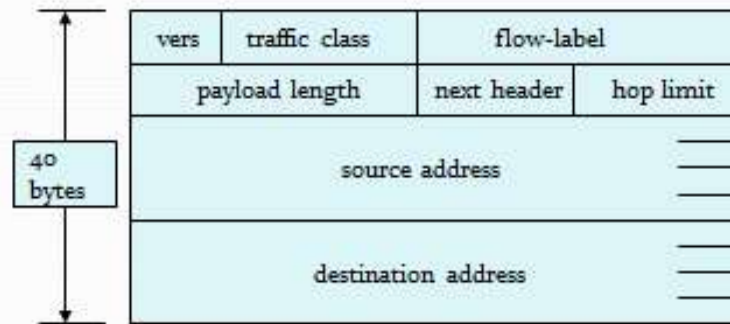 vers traffic class flow-label
payload length next header hop limit
40
bytes
source address
destination address